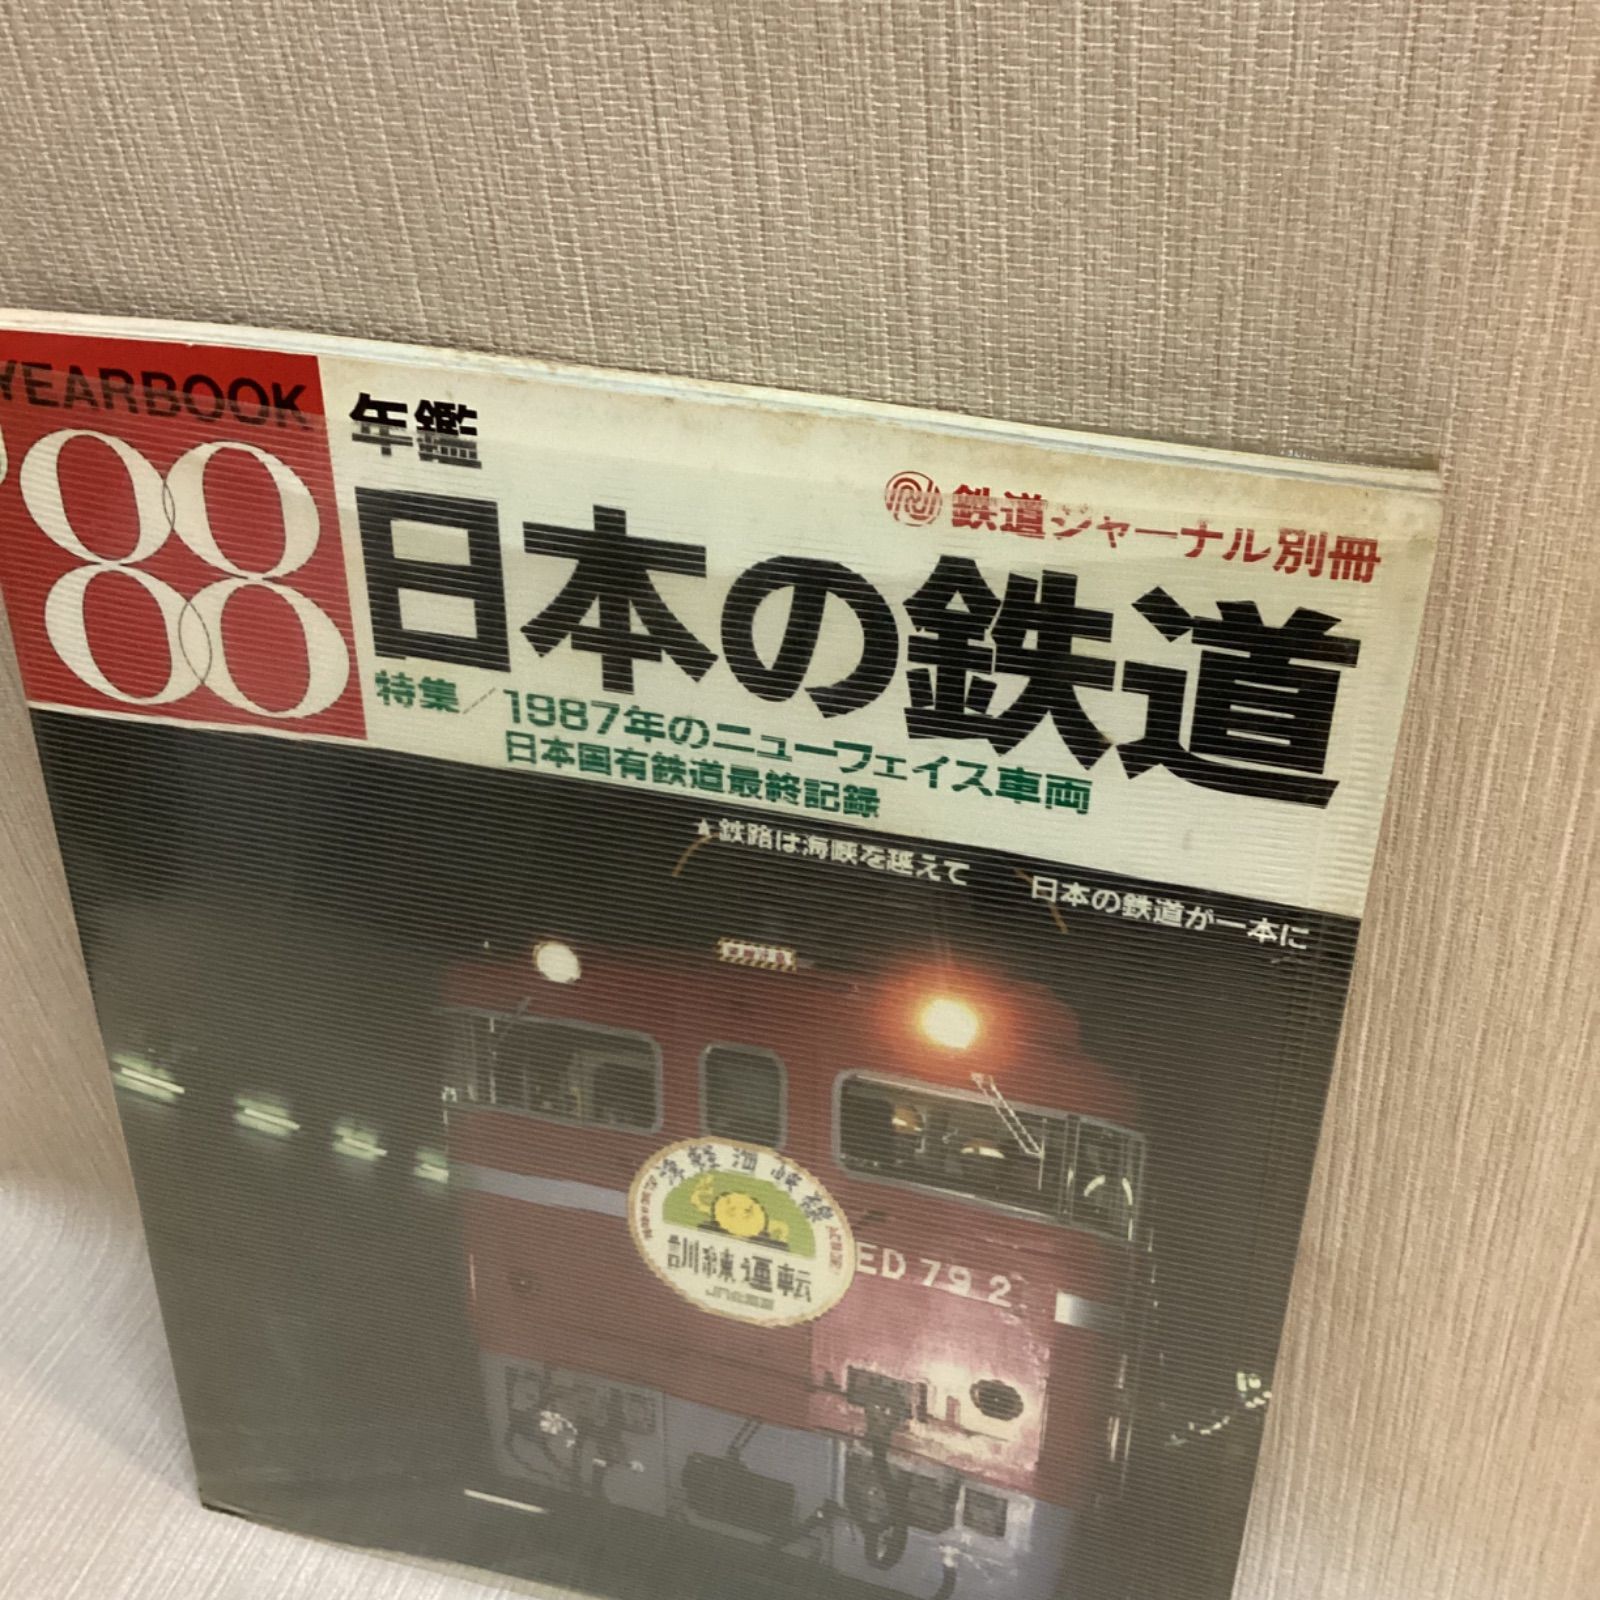 YEARBOOK
'88
年鑑
鉄道ジャーナル別冊
日本の鉄道
特集/1987年のニューフェイス車両
日本国有鉄道最終記録
★鉄路は海峡を越えて 日本の鉄道が一本に
津軽海峡線
訓練運転
ED 79 2